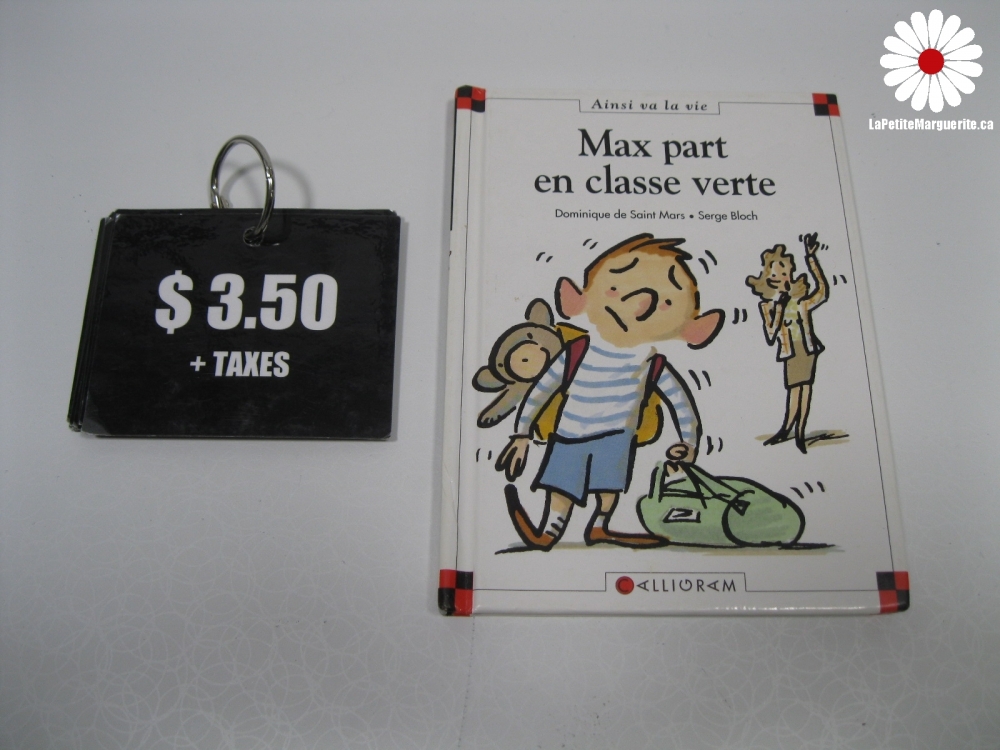 LaPetiteMarguerite.ca
$ 3.50
+ TAXES
Ainsi va la vie
Max part
en classe verte
Dominique de Saint Mars • Serge Bloch
CALLIGRAM